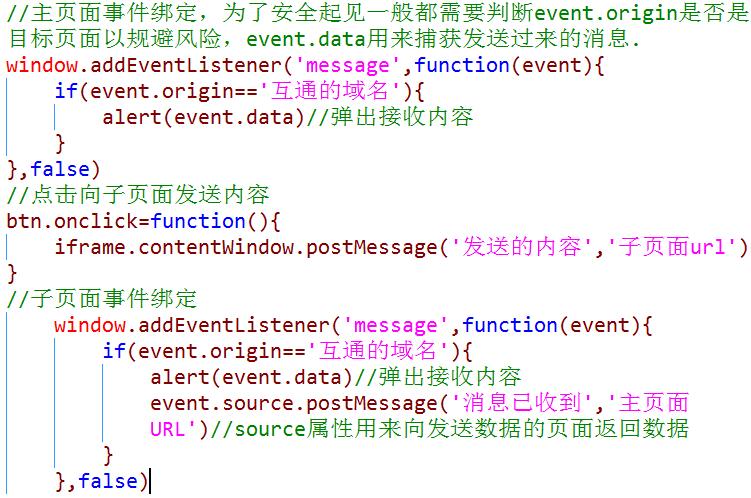 //主页面事件绑定，为了安全起见一般都需要判断event.origin是否是
目标页面以规避风险，event.data用来捕获发送过来的消息.
window.addEventListener('message',function(event){
    if(event.origin=='互通的域名'){
        alert(event.data)//弹出接收内容
    }
},false)
//点击向子页面发送内容
btn.onclick=function(){
    iframe.contentWindow.postMessage('发送的内容','子页面url')
}
//子页面事件绑定
    window.addEventListener('message',function(event){
        if(event.origin=='互通的域名'){
            alert(event.data)//弹出接收内容
            event.source.postMessage('消息已收到','主页面
            URL')//source属性用来向发送数据的页面返回数据
        }
    },false)